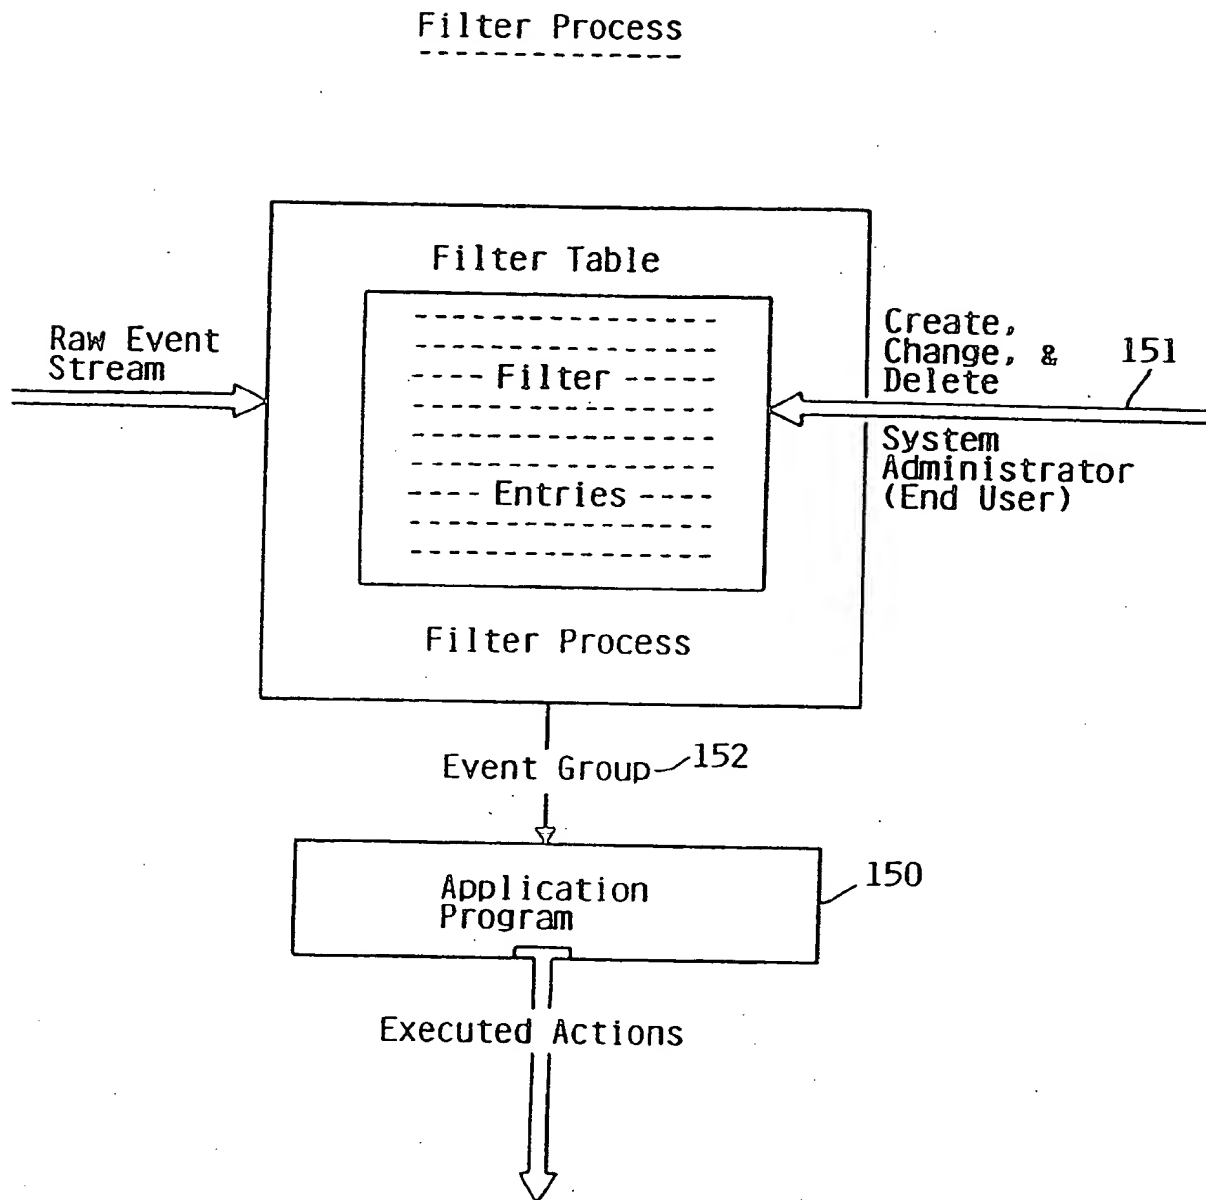 Filter Process
Filter Table
Raw Event
Stream
Filter
Entries
Create,
Change, &
Delete
151
System
Administrator
(End User)
Filter Process
Event Group
152
Application
Program
150
Executed Actions